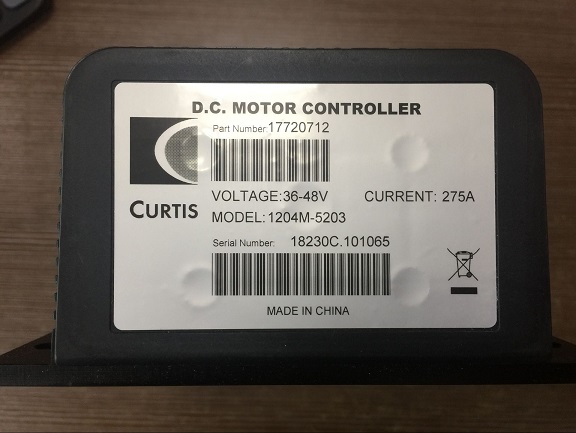 D.C. MOTOR CONTROLLER
Part Number:17720712
CURTIS
VOLTAGE:36-48V CURRENT: 275A
MODEL:1204M-5203
Serial Number: 18230C.101065
MADE IN CHINA